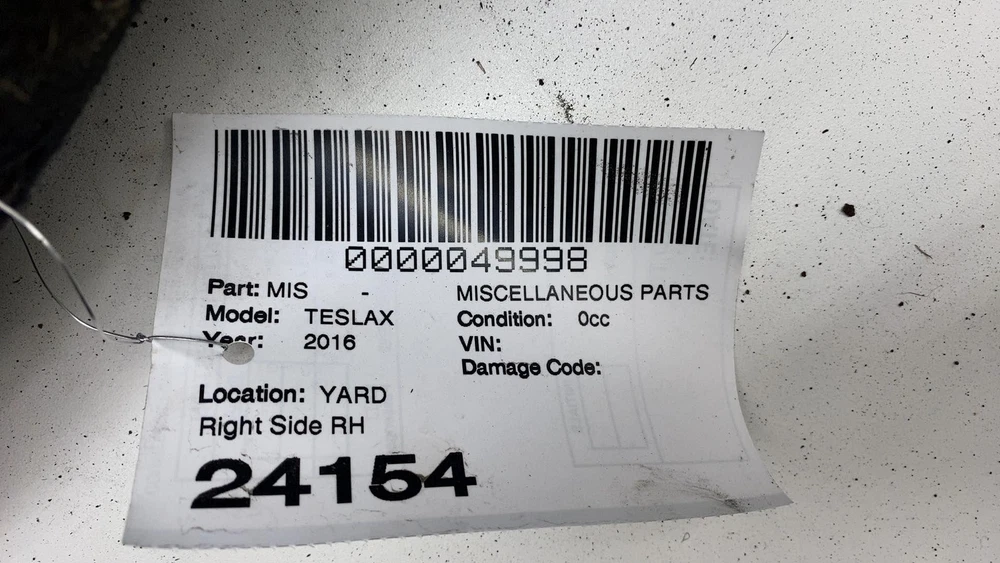 0000049998
Part: MIS - MISCELLANEOUS PARTS
Model: TESLAX Condition: 0cc
Year: 2016 VIN:
Damage Code:
Location: YARD
Right Side RH
24154